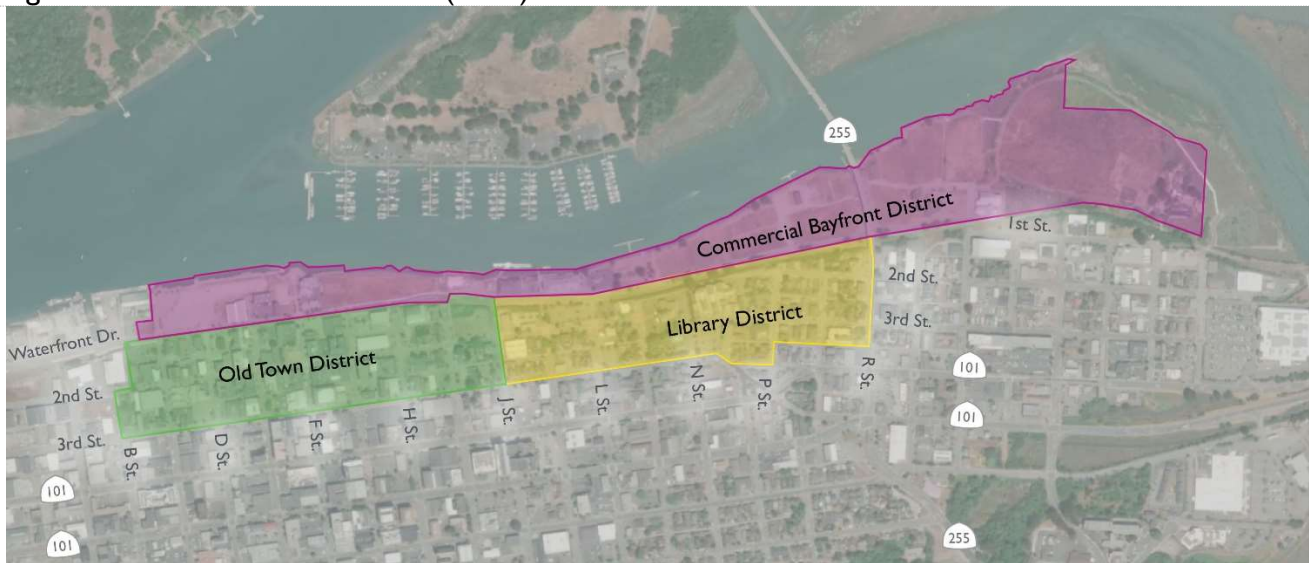 255
Commercial Bayfront District
1st St.
2nd St.
Library District
3rd St.
Waterfront Dr.
Old Town District
2nd St.
3rd St.
B St.
D St.
F St.
H St.
J St.
L St.
N St.
P St.
R St.
101
101
101
101
255